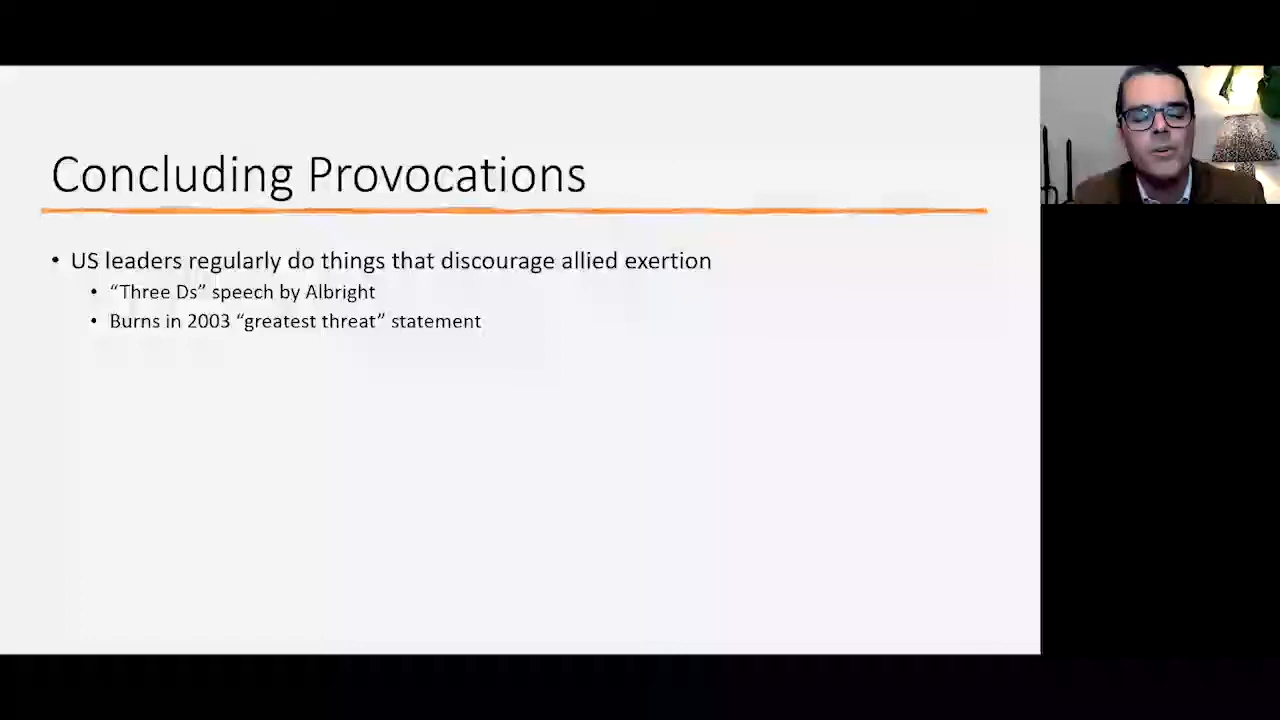 Concluding Provocations
• US leaders regularly do things that discourage allied exertion
• “Three Ds” speech by Albright
• Burns in 2003 “greatest threat” statement